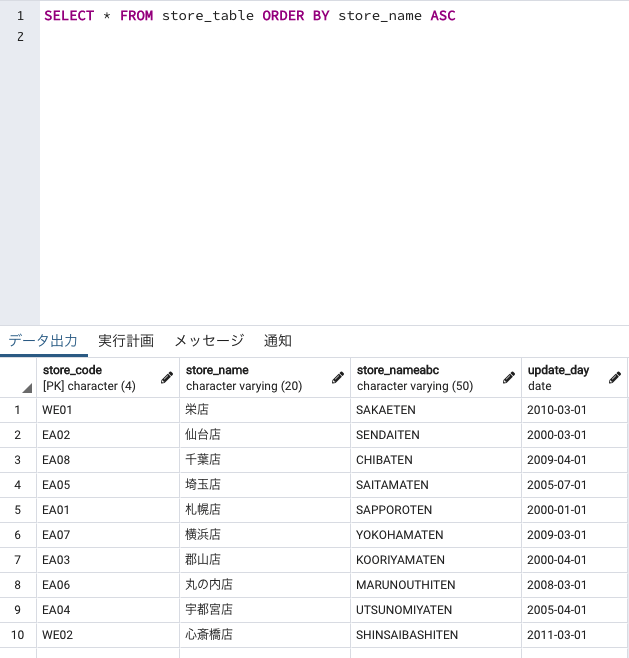 1 SELECT * FROM store_table ORDER BY store_name ASC
2
データ出力 実行計画 メッセージ 通知
store_code store_name store_nameabc update_day
[PK] character (4) character varying (20) character varying (50) date
1 WE01 栄店 SAKAETEN 2010-03-01
2 EA02 仙台店 SENDAITEN 2000-03-01
3 EA08 千葉店 CHIBATEN 2009-04-01
4 EA05 埼玉店 SAITAMATEN 2005-07-01
5 EA01 札幌店 SAPPOROTEN 2000-01-01
6 EA07 横浜店 YOKOHAMATEN 2009-03-01
7 EA03 郡山店 KOORIYAMATEN 2000-04-01
8 EA06 丸の内店 MARUNOUTHITEN 2008-03-01
9 EA04 宇都宮店 UTSUNOMIYATEN 2005-04-01
10 WE02 心斎橋店 SHINSAIBASHITEN 2011-03-01